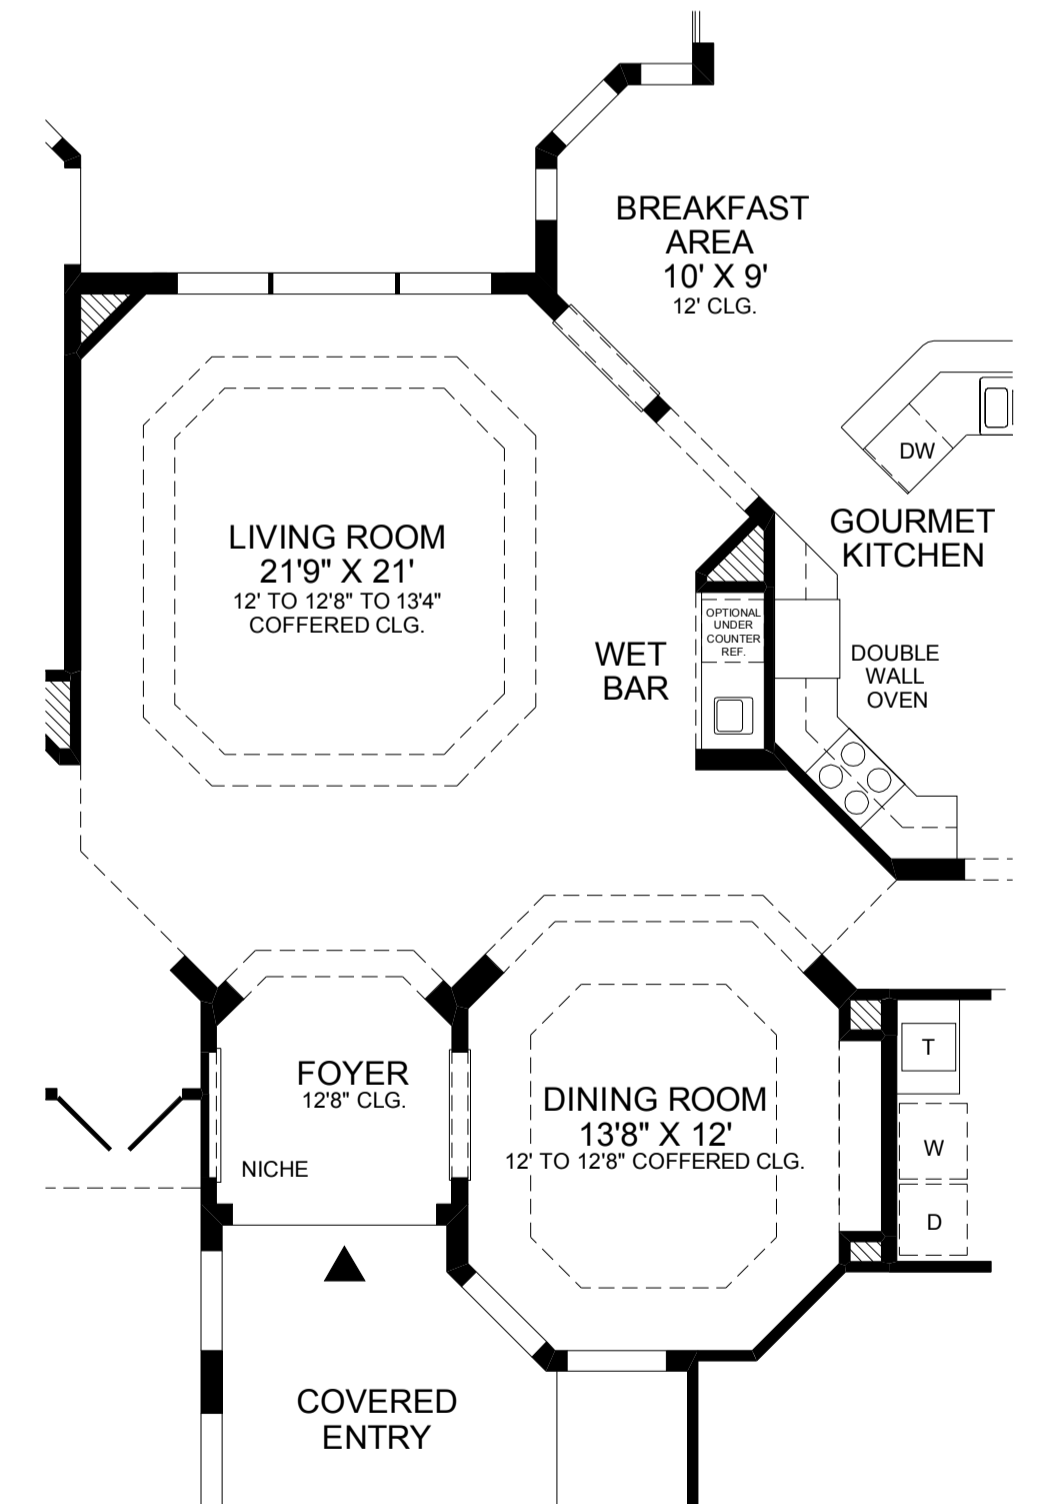 BREAKFAST
AREA
10' X 9'
12' CLG.
DW
GOURMET
KITCHEN
LIVING ROOM
21'9" X 21'
12' TO 12'8" TO 13'4"
COFFERED CLG.
OPTIONAL
UNDER
COUNTER
REF.
WET
BAR
DOUBLE
WALL
OVEN
FOYER
12'8" CLG.
NICHE
DINING ROOM
13'8" X 12'
12' TO 12'8" COFFERED CLG.
T
W
D
COVERED
ENTRY